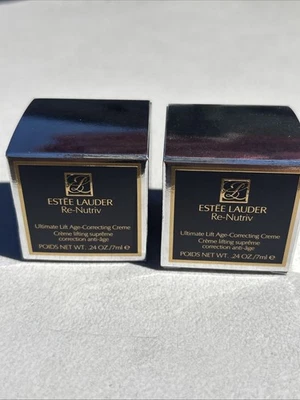 ESTĒE LAUDER
Re-Nutriv
Ultimate Lift Age-Correcting Creme
Crème lifting suprême
correction anti-âge
POIDS NET WT. .24 OZ./7ml ℮
ESTĒE LAUDER
Re-Nutriv
Ultimate Lift Age-Correcting Creme
Crème lifting suprême
correction anti-âge
POIDS NET WT. .24 OZ./7ml ℮